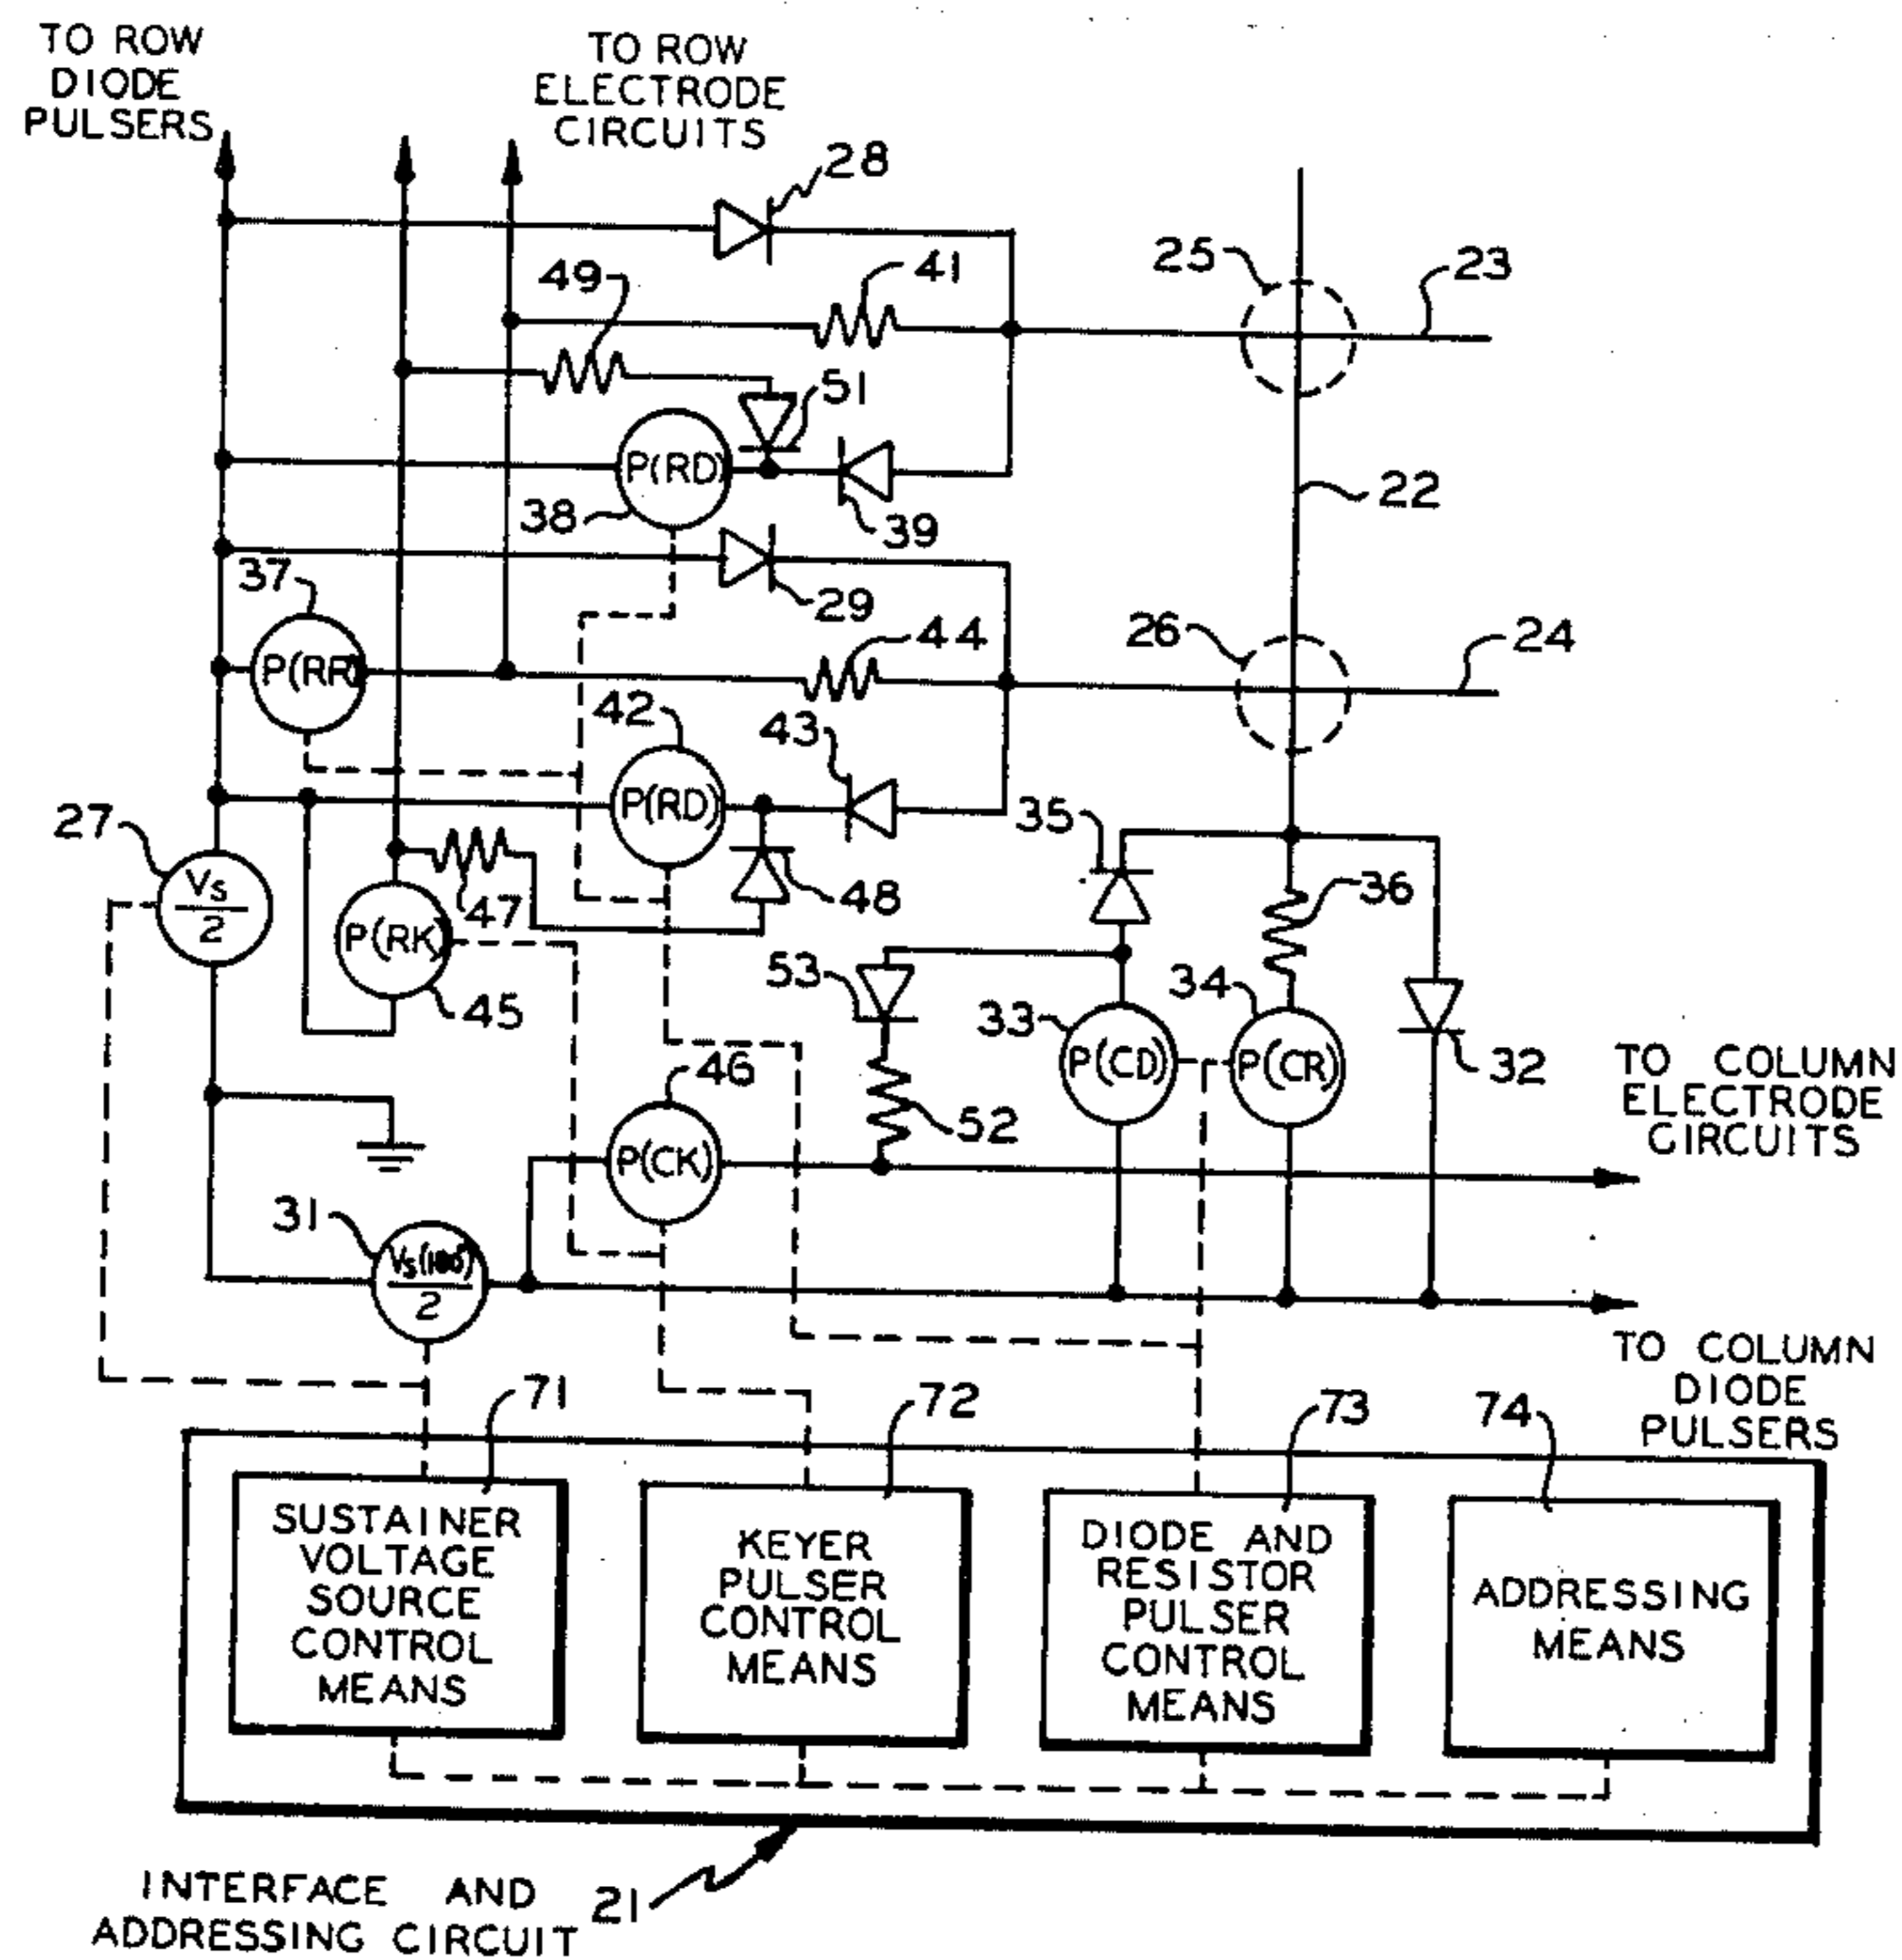 TO ROW
DIODE
PULSERS
TO ROW
ELECTRODE
CIRCUITS
28
25
23
49
41
51
P(RD)
38
39
22
37
29
26
24
44
P(RR)
42
43
27
P(RD)
35
VS
2
47
48
36
P(RK)
53
34
45
33
46
P(CD)
P(CR)
32
TO COLUMN
ELECTRODE
CIRCUITS
52
P(CK)
31
VS(180°)
2
TO COLUMN
DIODE
PULSERS
71
72
73
74
SUSTAINER
VOLTAGE
SOURCE
CONTROL
MEANS
KEYER
PULSER
CONTROL
MEANS
DIODE AND
RESISTOR
PULSER
CONTROL
MEANS
ADDRESSING
MEANS
INTERFACE AND
ADDRESSING CIRCUIT
21